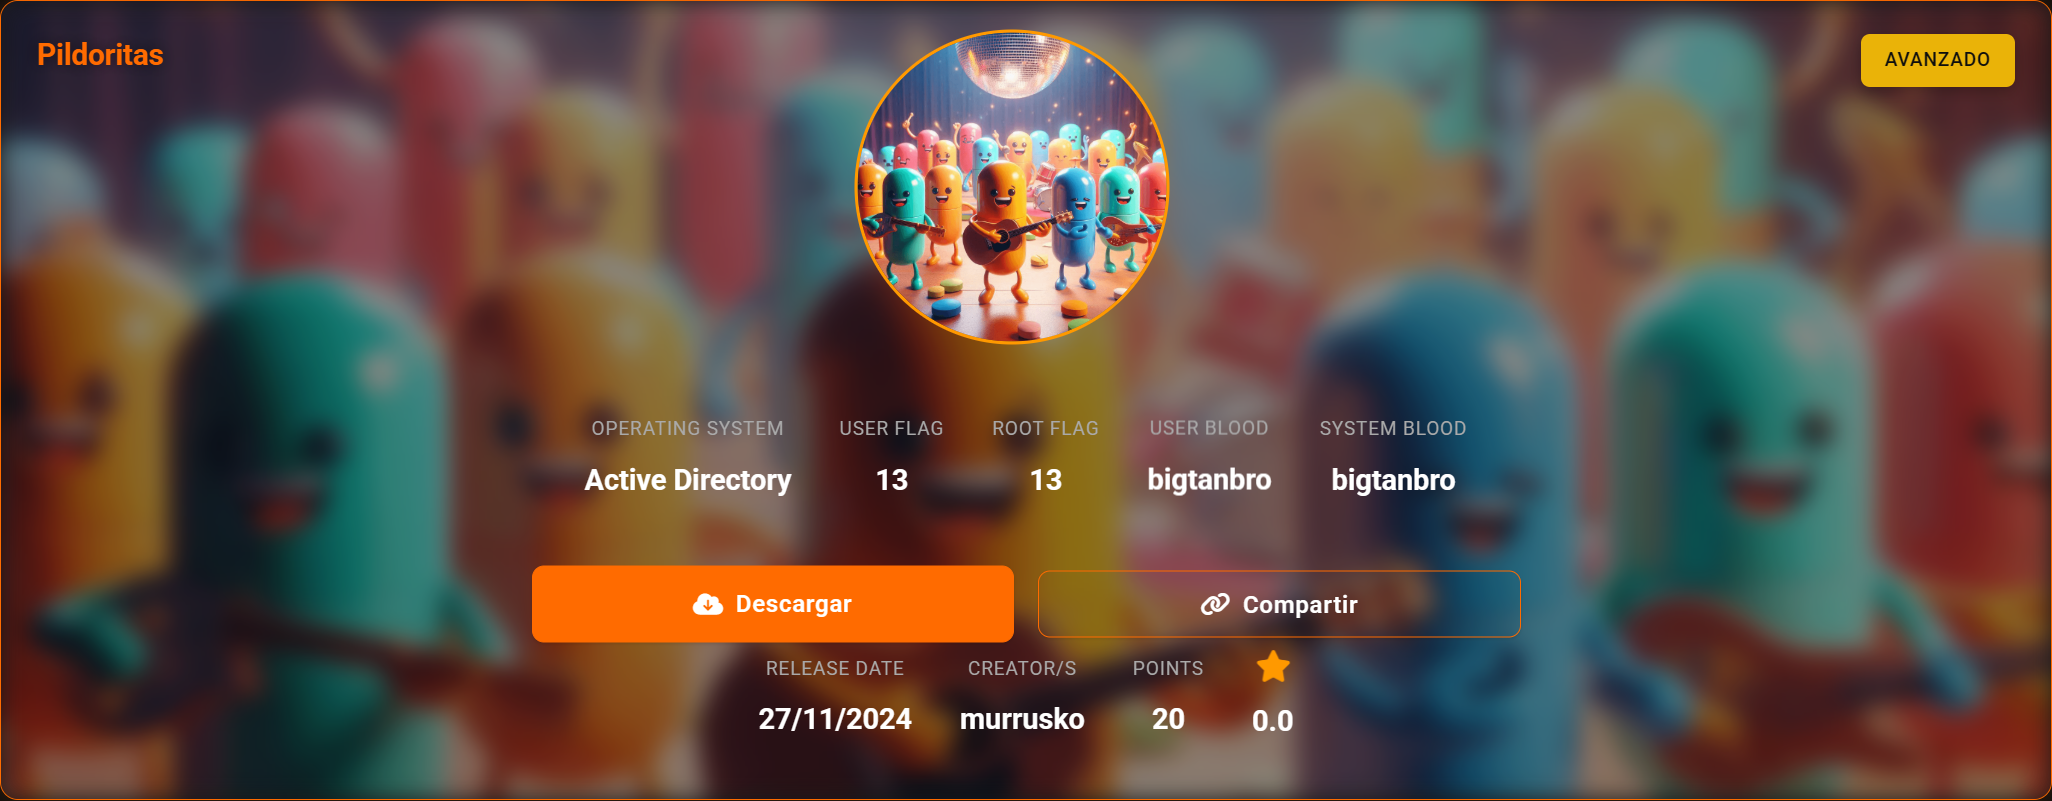 Pildoritas
AVANZADO
OPERATING SYSTEM USER FLAG ROOT FLAG USER BLOOD SYSTEM BLOOD
Active Directory 13 13 bigtanbro bigtanbro
Descargar Compartir
RELEASE DATE CREATOR/S POINTS
27/11/2024 murrusko 20 0.0